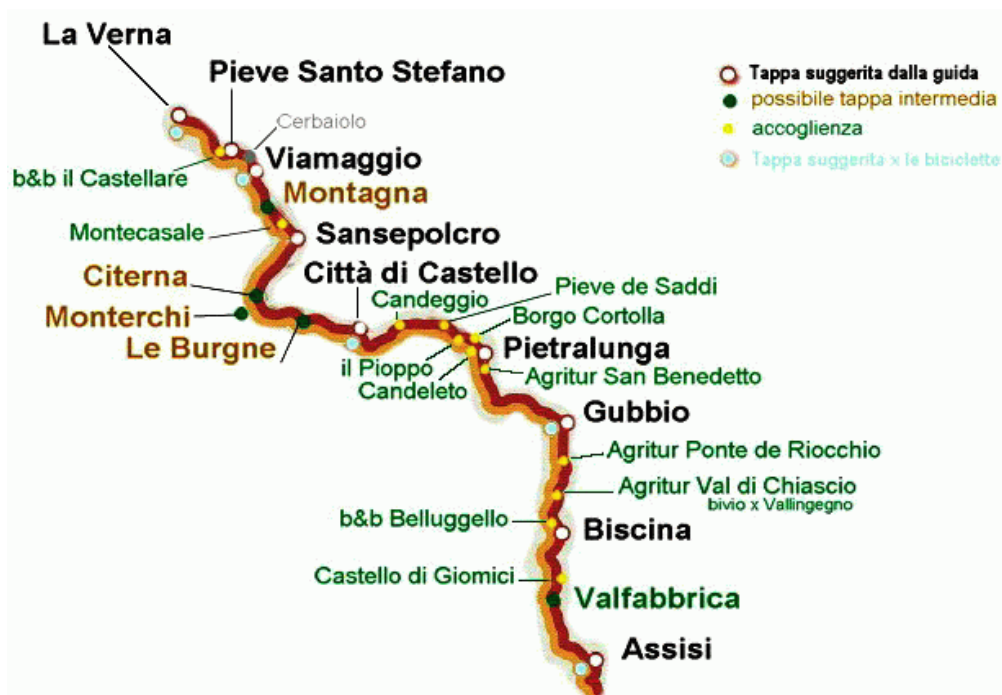 La Verna
Pieve Santo Stefano
Cerbaiolo
b&b il Castellare
Viamaggio
Montagna
Montecasale
Sansepolcro
Citerna
Città di Castello
Monterchi
Le Burgne
Candeggio
Pieve de Saddi
Borgo Cortolla
il Pioppo
Candeleto
Pietralunga
Agritur San Benedetto
Gubbio
Agritur Ponte de Riocchio
Agritur Val di Chiascio
bivio x Vallingegno
b&b Belluggello
Biscina
Castello di Giomici
Valfabbrica
Assisi
Tappa suggerita dalla guida
possibile tappa intermedia
accoglienza
Tappa suggerita x le biciclette